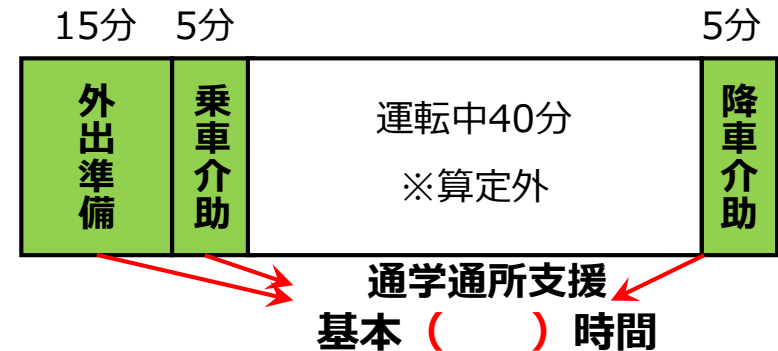 15分 5分 5分
外出準備
乗車介助
運転中40分
※算定外
降車介助
通学通所支援
基本（　　）時間